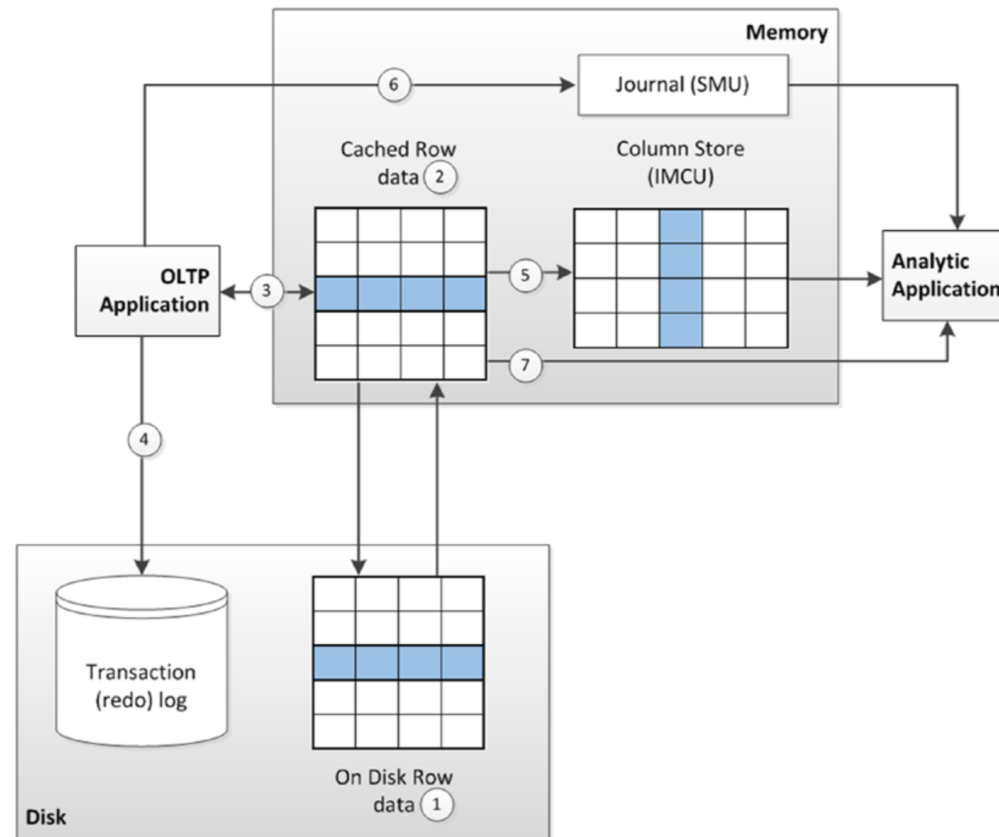 Memory
6
Journal (SMU)
Cached Row
data 2
Column Store
(IMCU)
OLTP
Application
3
5
Analytic
Application
7
4
Transaction
(redo) log
On Disk Row
data 1
Disk